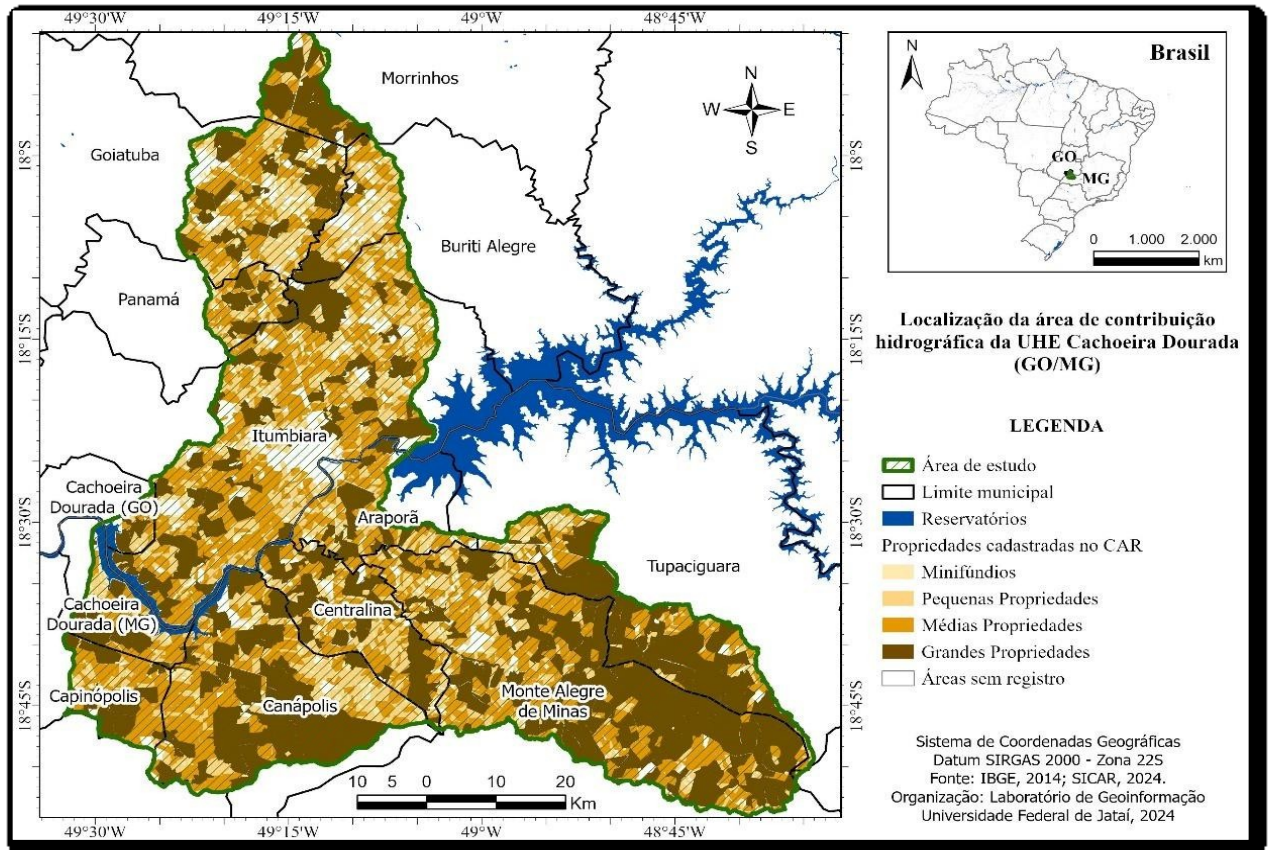 49°30'W 49°15'W 49°W 48°45'W
18°S
18°15'S
18°30'S
18°45'S
Morrinhos
Goiatuba
Buriti Alegre
Panamá
Itumbiara
Cachoeira
Dourada (GO)
Araporã
Tupaciguara
Cachoeira
Dourada (MG)
Centralina
Capinópolis
Canápolis
Monte Alegre
de Minas
N
W E
S
10 5 0 10 20
Km
18°S
18°15'S
18°30'S
18°45'S
49°30'W 49°15'W 49°W 48°45'W
N
Brasil
GO
MG
0 1.000 2.000
km
Localização da área de contribuição
hidrográfica da UHE Cachoeira Dourada
(GO/MG)
LEGENDA
Área de estudo
Limite municipal
Reservatórios
Propriedades cadastradas no CAR
Minifúndios
Pequenas Propriedades
Médias Propriedades
Grandes Propriedades
Áreas sem registro
Sistema de Coordenadas Geográficas
Datum SIRGAS 2000 - Zona 22S
Fonte: IBGE, 2014; SICAR, 2024.
Organização: Laboratório de Geoinformação
Universidade Federal de Jataí, 2024